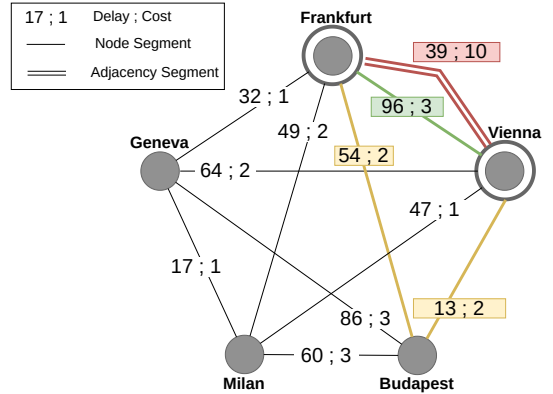 17 ; 1 Delay ; Cost
Node Segment
Adjacency Segment
Frankfurt
39 ; 10
32 ; 1
96 ; 3
49 ; 2
Vienna
Geneva
54 ; 2
64 ; 2
47 ; 1
17 ; 1
86 ; 3
13 ; 2
60 ; 3
Milan
Budapest